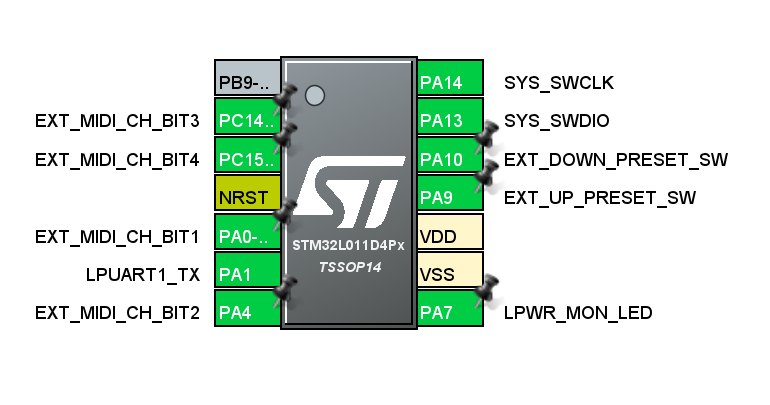 PB9-.. PA14 SYS_SWCLK
EXT_MIDI_CH_BIT3 PC14.. PA13 SYS_SWDIO
EXT_MIDI_CH_BIT4 PC15.. PA10 EXT_DOWN_PRESET_SW
NRST PA9 EXT_UP_PRESET_SW
EXT_MIDI_CH_BIT1 PA0-.. STM32L011D4Px VDD
LPUART1_TX PA1 TSSOP14 VSS
EXT_MIDI_CH_BIT2 PA4 PA7 LPWR_MON_LED